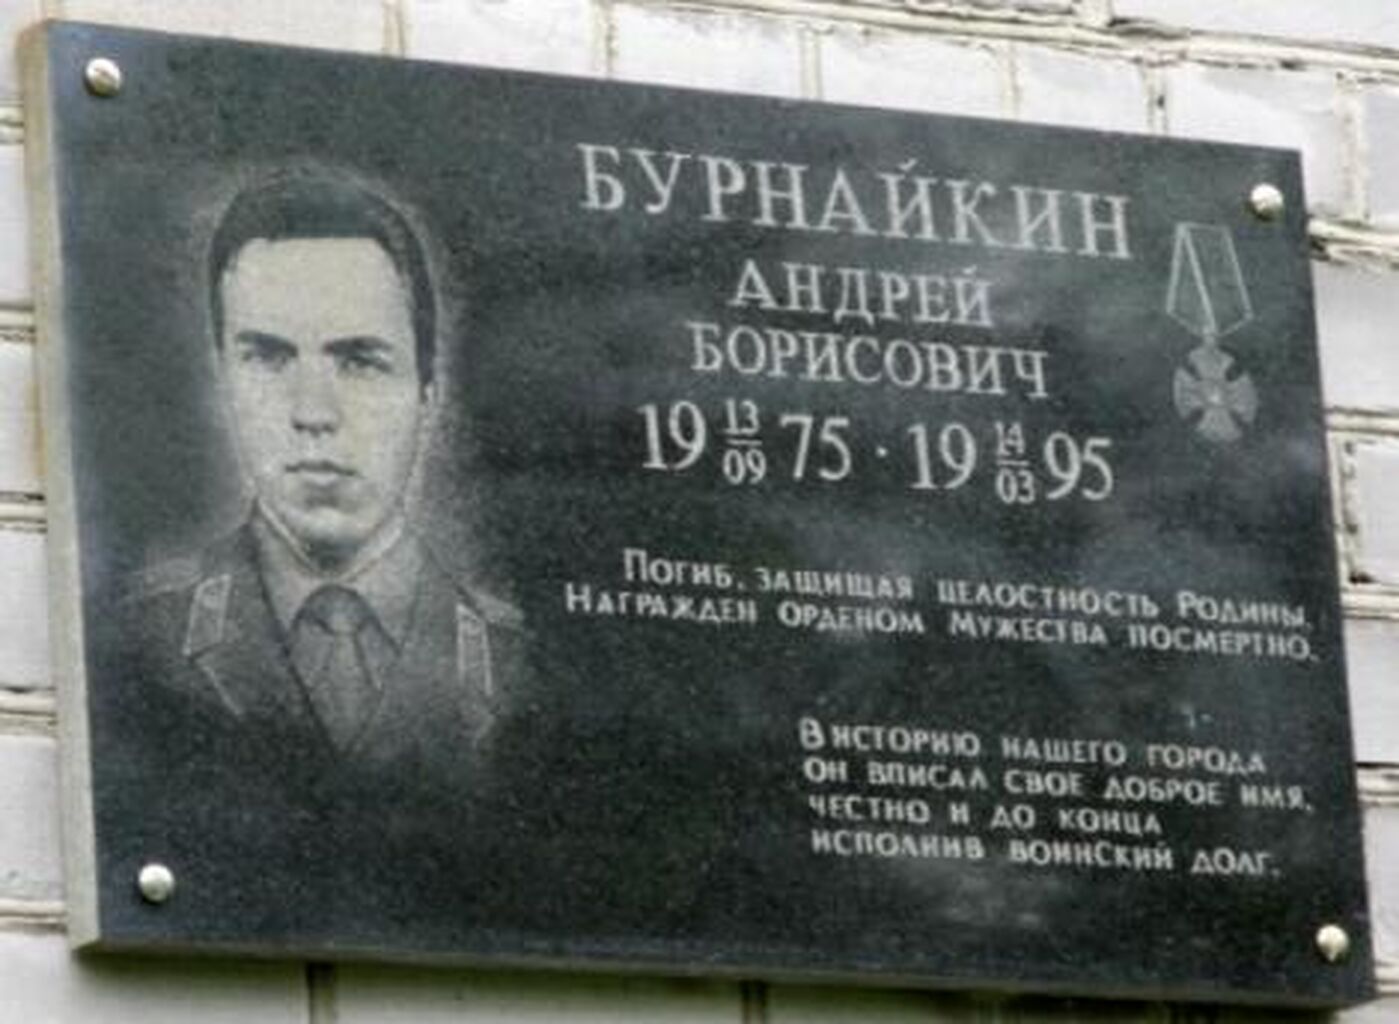 БУРНАЙКИН
АНДРЕЙ
БОРИСОВИЧ
19 13/09 75 · 19 14/03 95
ПОГИБ, ЗАЩИЩАЯ ЦЕЛОСТНОСТЬ РОДИНЫ.
НАГРАЖДЕН ОРДЕНОМ МУЖЕСТВА ПОСМЕРТНО.
В ИСТОРИЮ НАШЕГО ГОРОДА
ОН ВПИСАЛ СВОЕ ДОБРОЕ ИМЯ,
ЧЕСТНО И ДО КОНЦА
ИСПОЛНИВ ВОИНСКИЙ ДОЛГ.